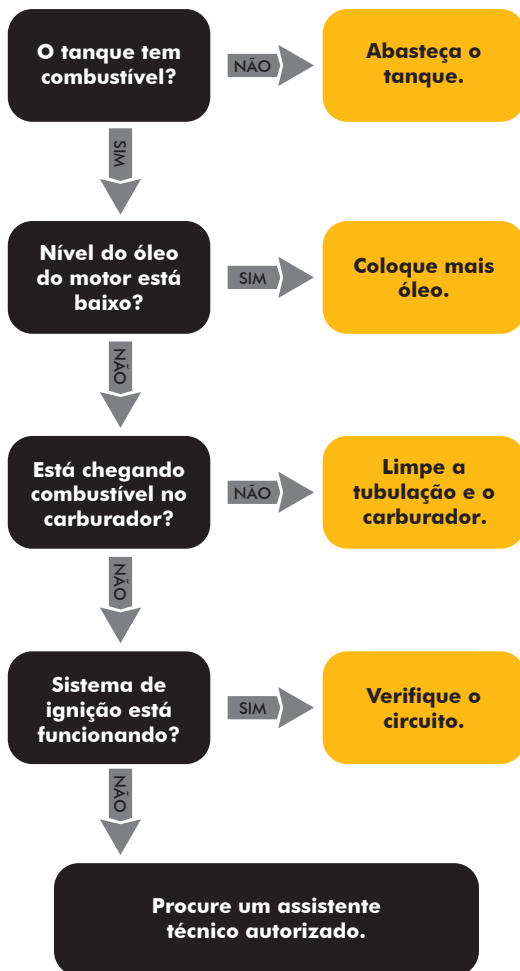 O tanque tem
combustível?
NÃO
Abasteça o
tanque.
SIM
Nível do óleo
do motor está
baixo?
SIM
Coloque mais
óleo.
NÃO
Está chegando
combustível no
carburador?
NÃO
Limpe a
tubulação e o
carburador.
NÃO
Sistema de
ignição está
funcionando?
SIM
Verifique o
circuito.
NÃO
Procure um assistente
técnico autorizado.